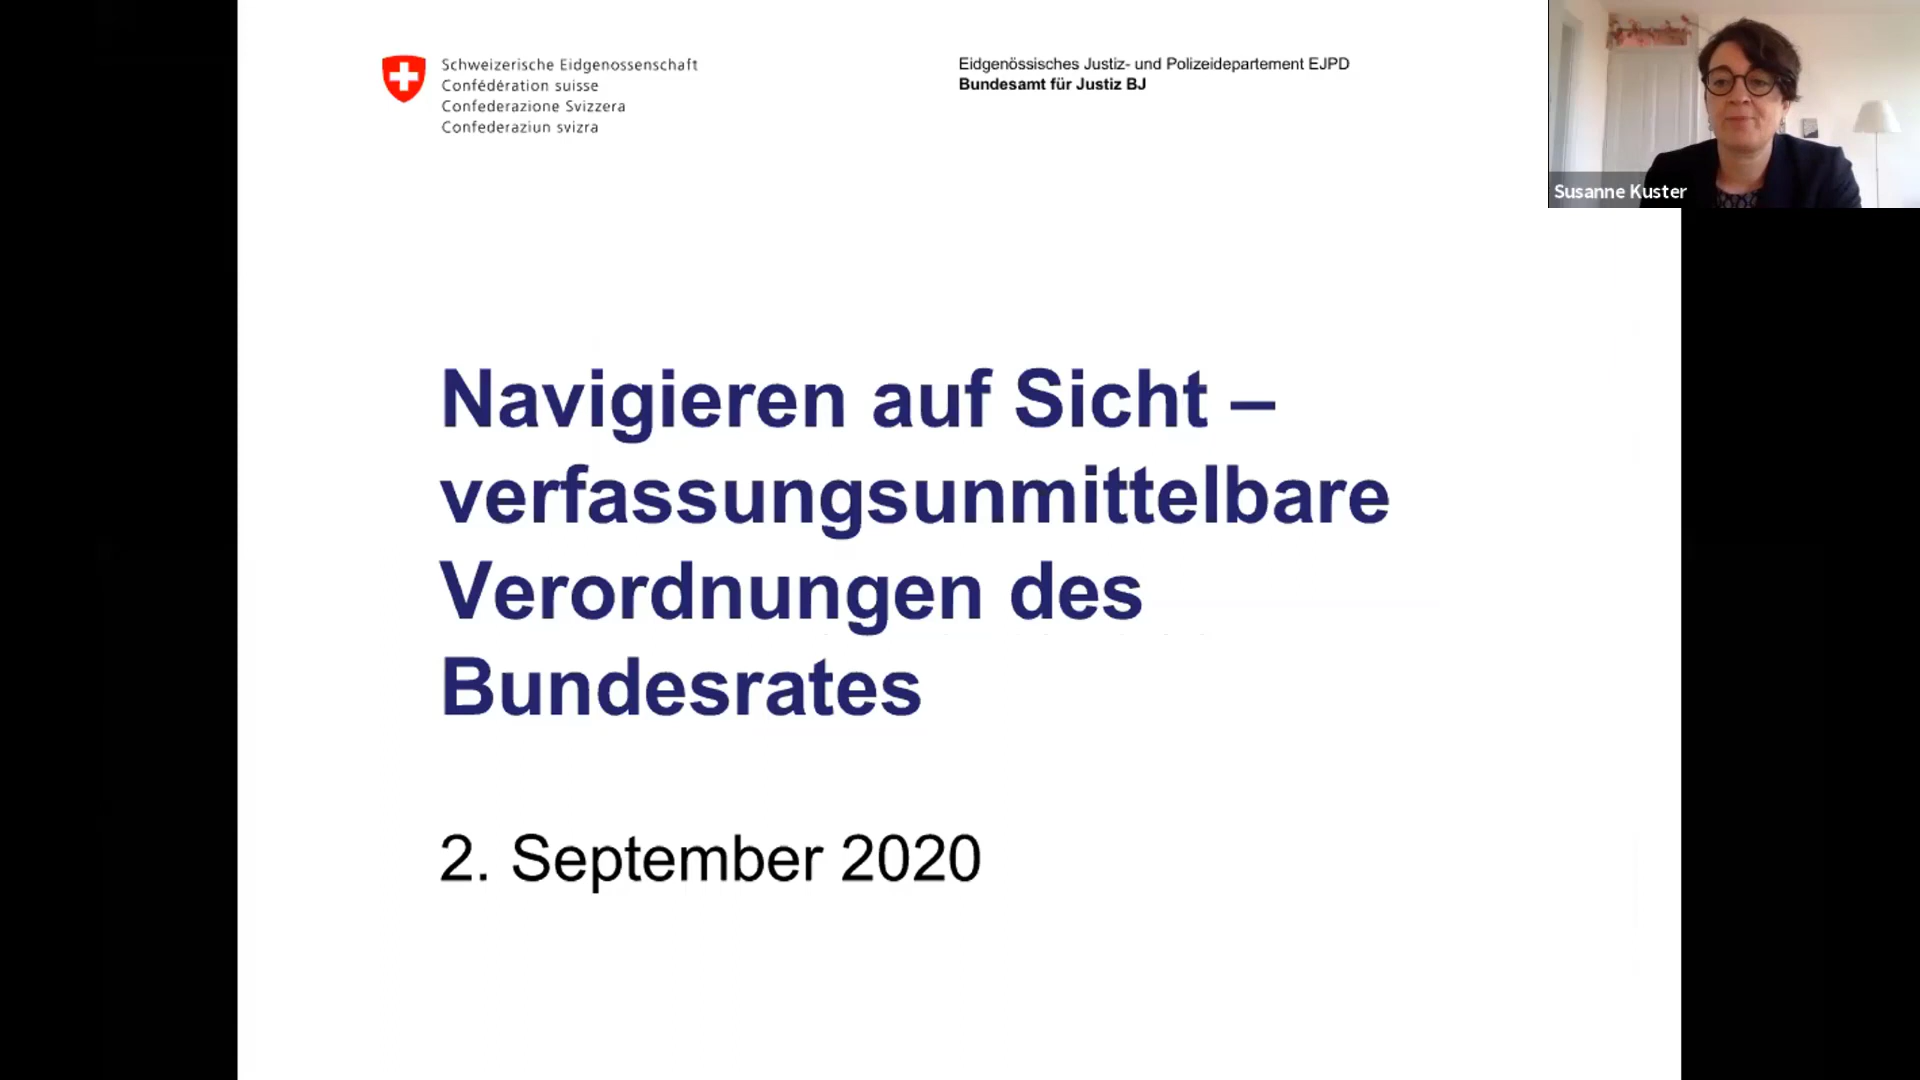 Schweizerische Eidgenossenschaft
Confédération suisse
Confederazione Svizzera
Confederaziun svizra
Eidgenössisches Justiz- und Polizeidepartement EJPD
Bundesamt für Justiz BJ
Susanne Kuster
Navigieren auf Sicht –
verfassungsunmittelbare
Verordnungen des
Bundesrates
2. September 2020